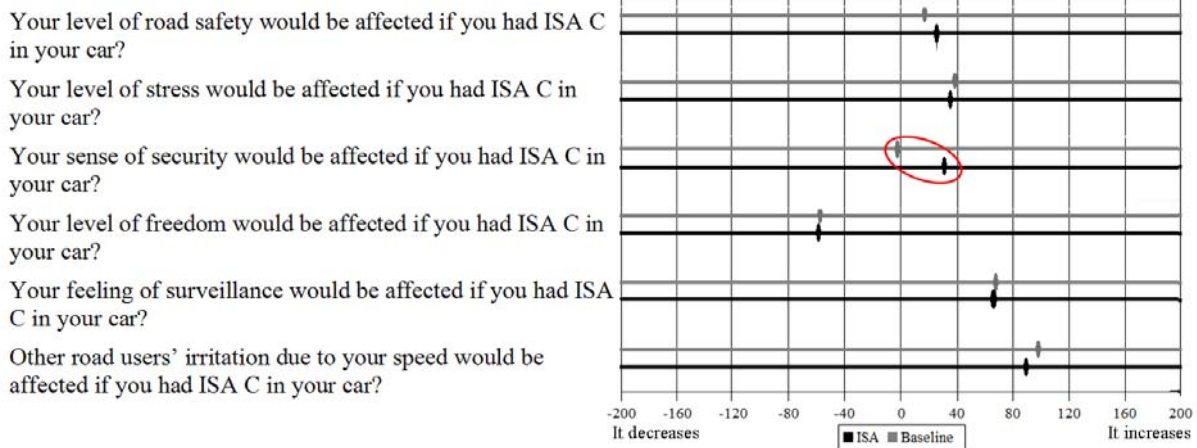 Your level of road safety would be affected if you had ISA C
in your car?
Your level of stress would be affected if you had ISA C in
your car?
Your sense of security would be affected if you had ISA C in
your car?
Your level of freedom would be affected if you had ISA C in
your car?
Your feeling of surveillance would be affected if you had ISA
C in your car?
Other road users’ irritation due to your speed would be
affected if you had ISA C in your car?
-200 -160 -120 -80 -40 0 40 80 120 160 200
It decreases It increases
ISA Baseline